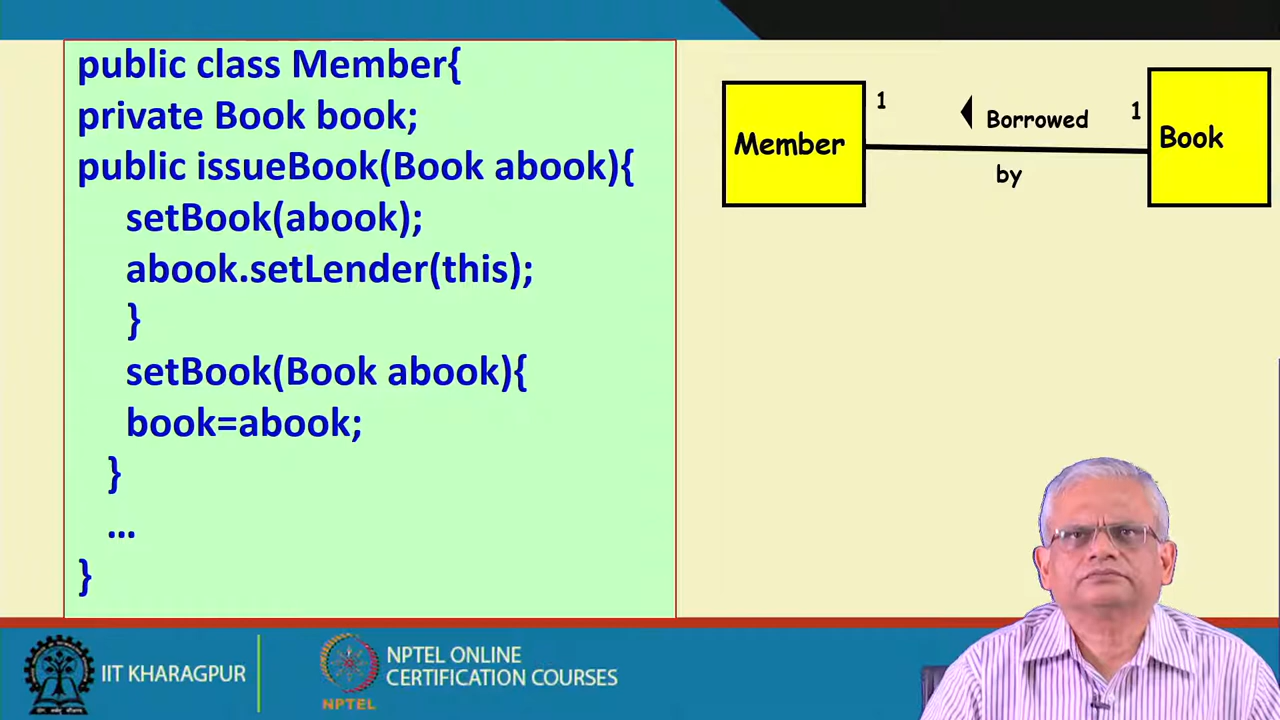 public class Member{
private Book book;
public issueBook(Book abook){
setBook(abook);
abook.setLender(this);
}
setBook(Book abook){
book=abook;
}
...
}
Member
1
Borrowed
by
1
Book
IIT KHARAGPUR
NPTEL
NPTEL ONLINE
CERTIFICATION COURSES